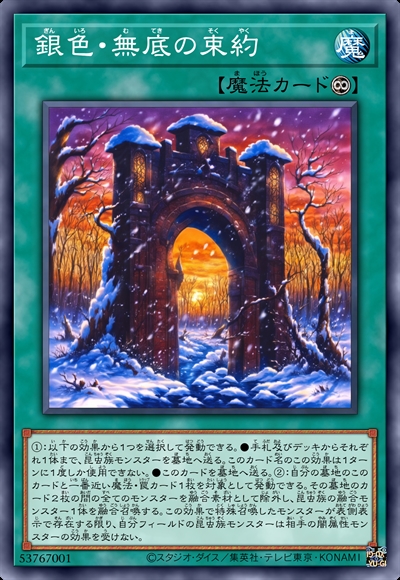 銀色・無底の束約
魔
【魔法カード】
①：以下の効果から1つを選択して発動できる。●手札及びデッキからそれぞ
れ1体まで、昆虫族モンスターを墓地へ送る。このカード名のこの効果は1ター
ンに1度しか使用できない。●このカードを墓地へ送る。②：自分の墓地のこの
カードと一番近い魔法・罠カード1枚を対象として発動できる。その墓地のカ
ード2枚の間の全てのモンスターを融合素材として除外し、昆虫族の融合モ
ンスター1体を融合召喚する。この効果で特殊召喚したモンスターが表側表
示で存在する限り、自分フィールドの昆虫族モンスターは相手の闇属性モン
スターの効果を受けない。
53767001
©スタジオ・ダイス／集英社・テレビ東京・KONAMI